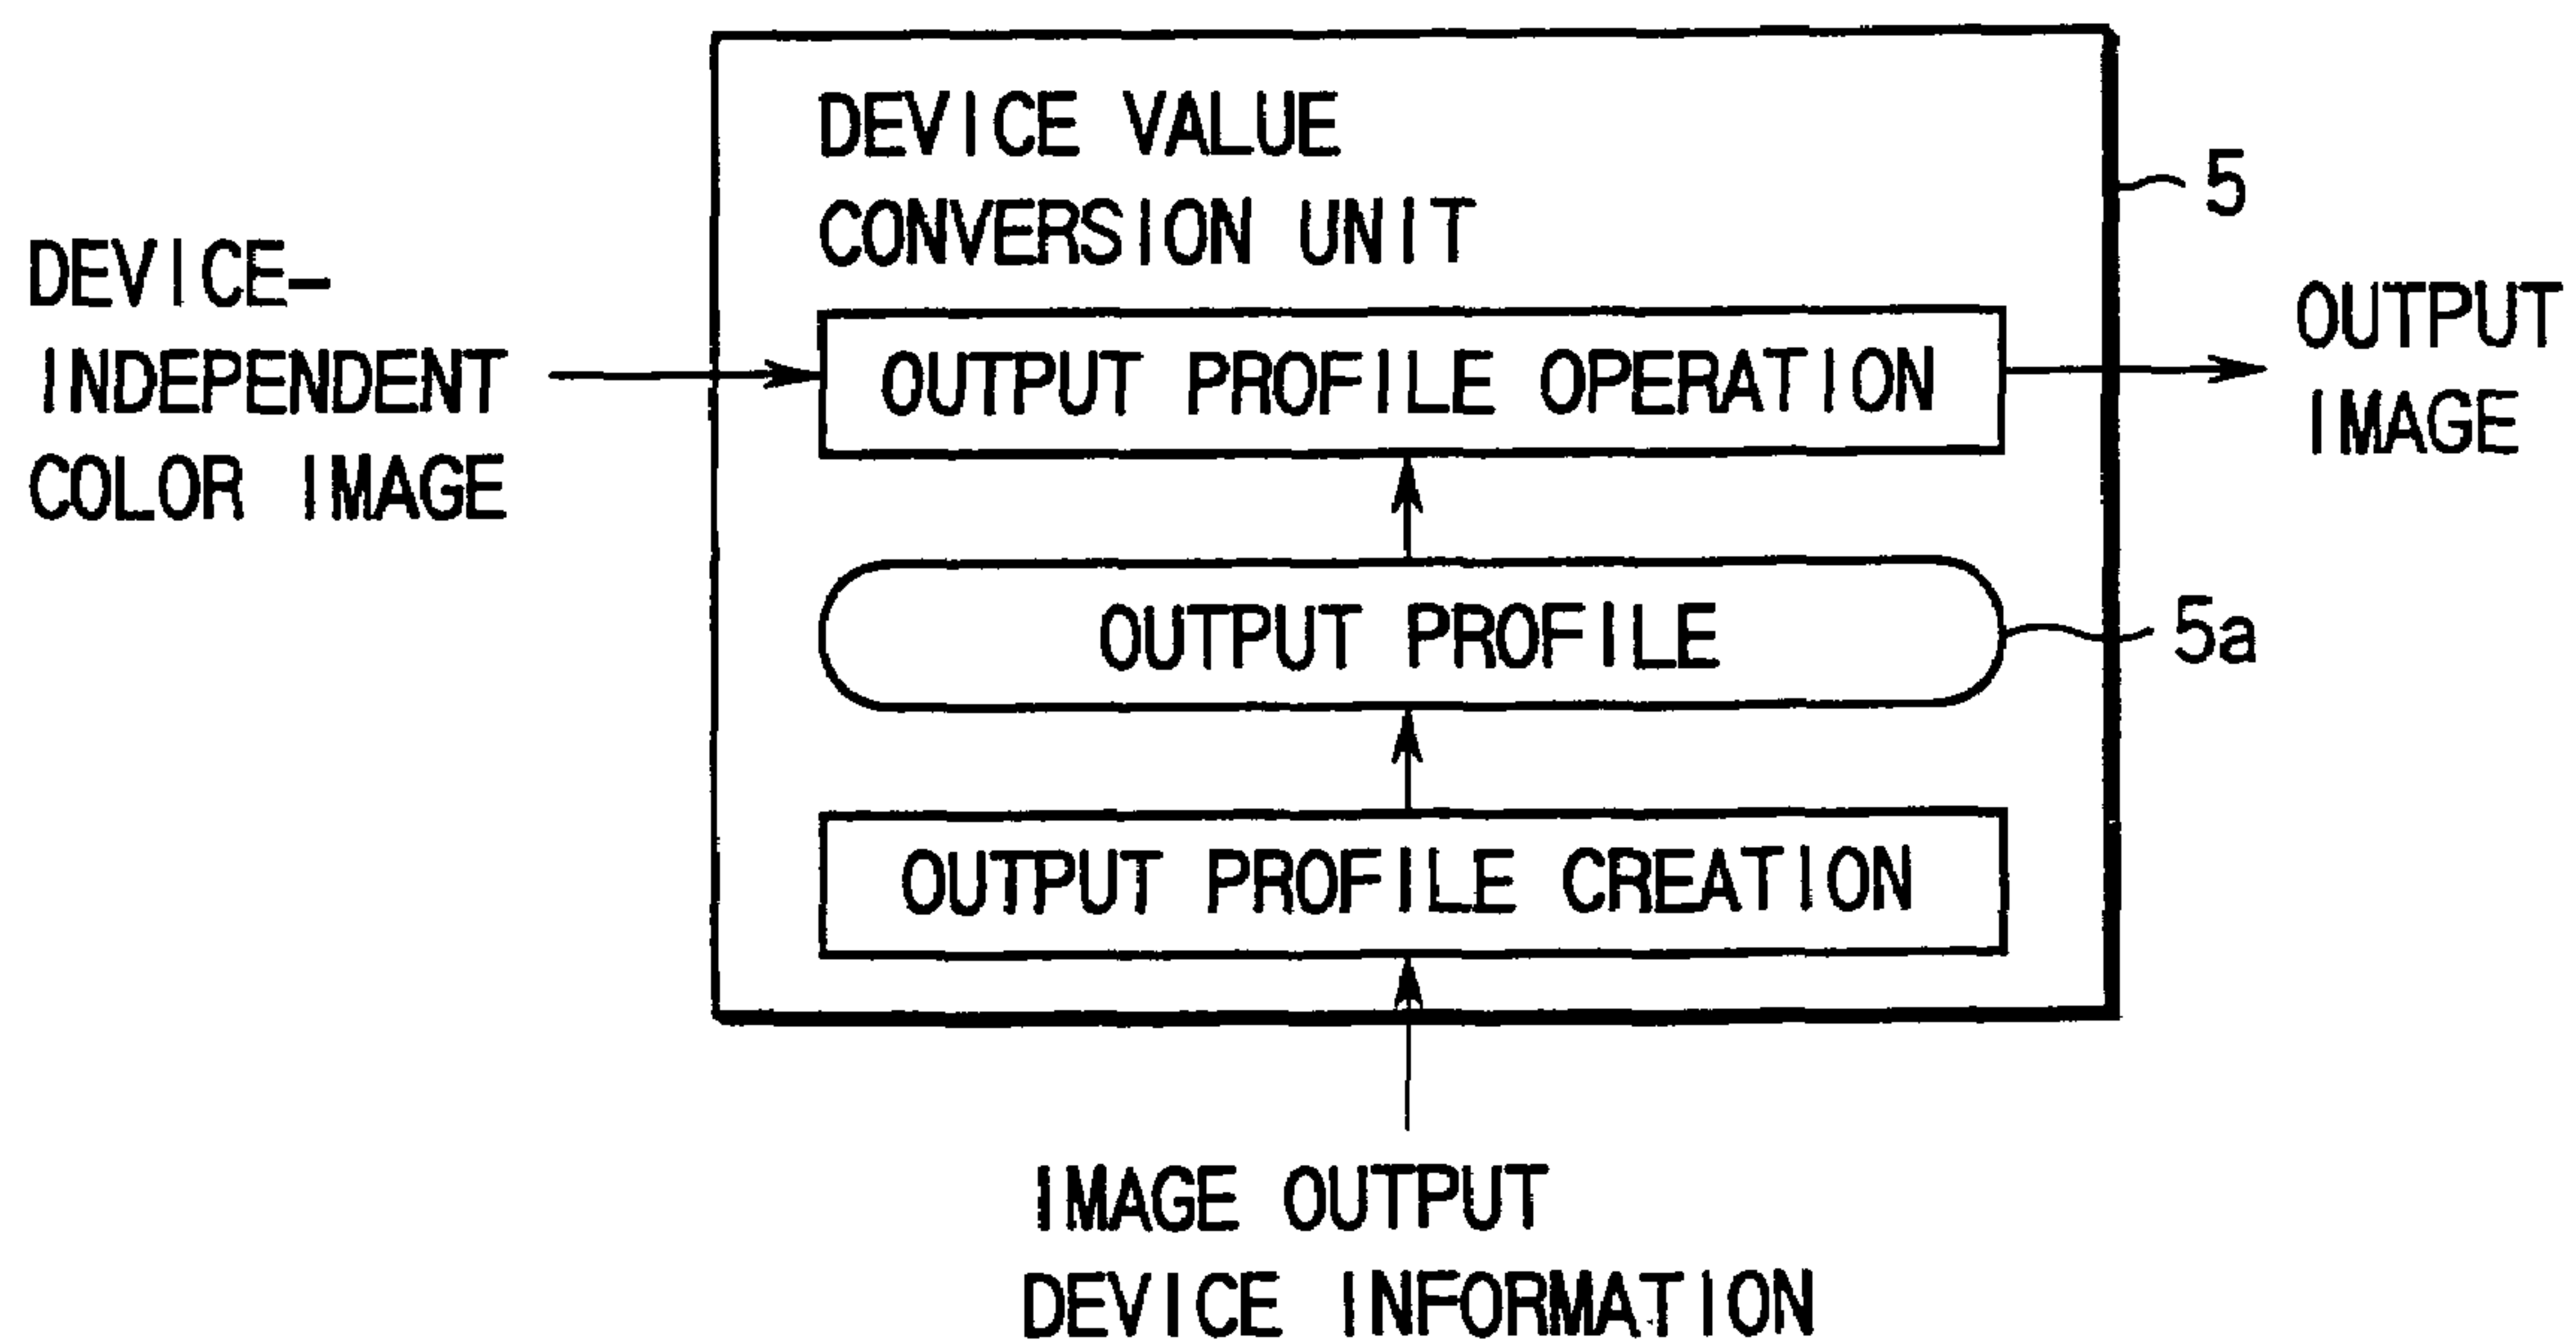 DEVICE VALUE
CONVERSION UNIT
5
DEVICE-
INDEPENDENT
COLOR IMAGE
OUTPUT PROFILE OPERATION
OUTPUT
IMAGE
OUTPUT PROFILE
5a
OUTPUT PROFILE CREATION
IMAGE OUTPUT
DEVICE INFORMATION